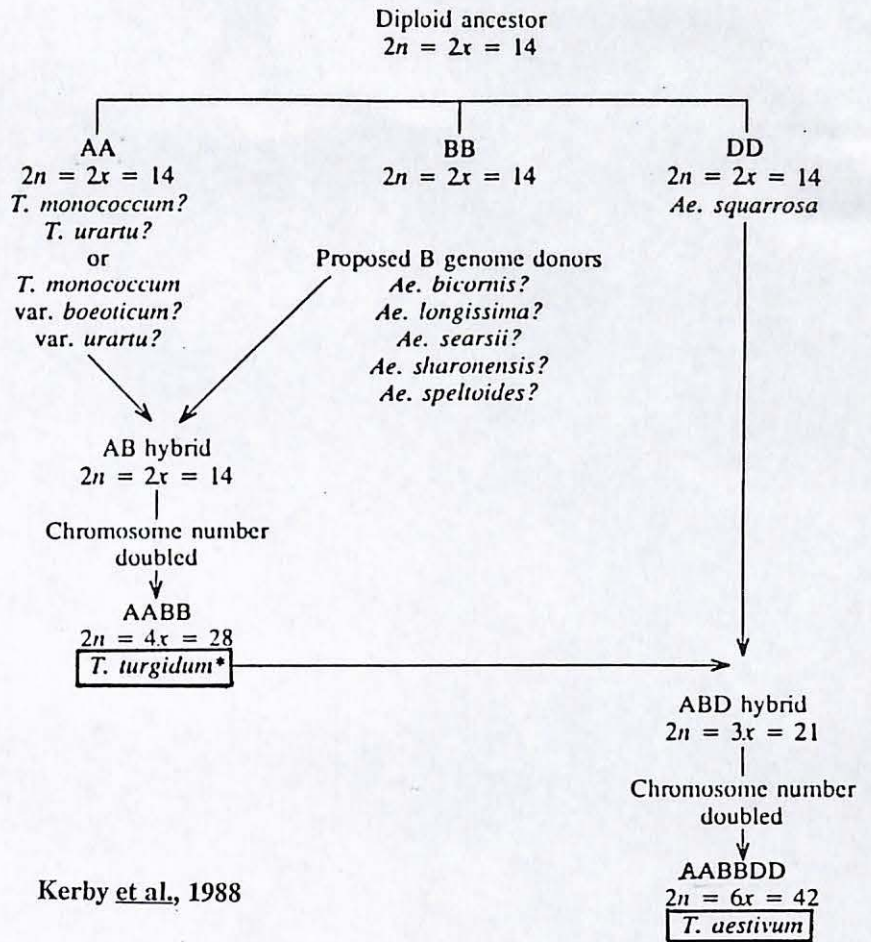 Diploid ancestor
2n = 2x = 14
AA
2n = 2x = 14
T. monococcum?
T. urartu?
or
T. monococcum
var. boeoticum?
var. urartu?
BB
2n = 2x = 14
Proposed B genome donors
Ae. bicornis?
Ae. longissima?
Ae. searsii?
Ae. sharonensis?
Ae. speltoides?
DD
2n = 2x = 14
Ae. squarrosa
AB hybrid
2n = 2x = 14
Chromosome number
doubled
AABB
2n = 4x = 28
T. turgidum*
ABD hybrid
2n = 3x = 21
Chromosome number
doubled
AABBDD
2n = 6x = 42
T. aestivum
Kerby et al., 1988